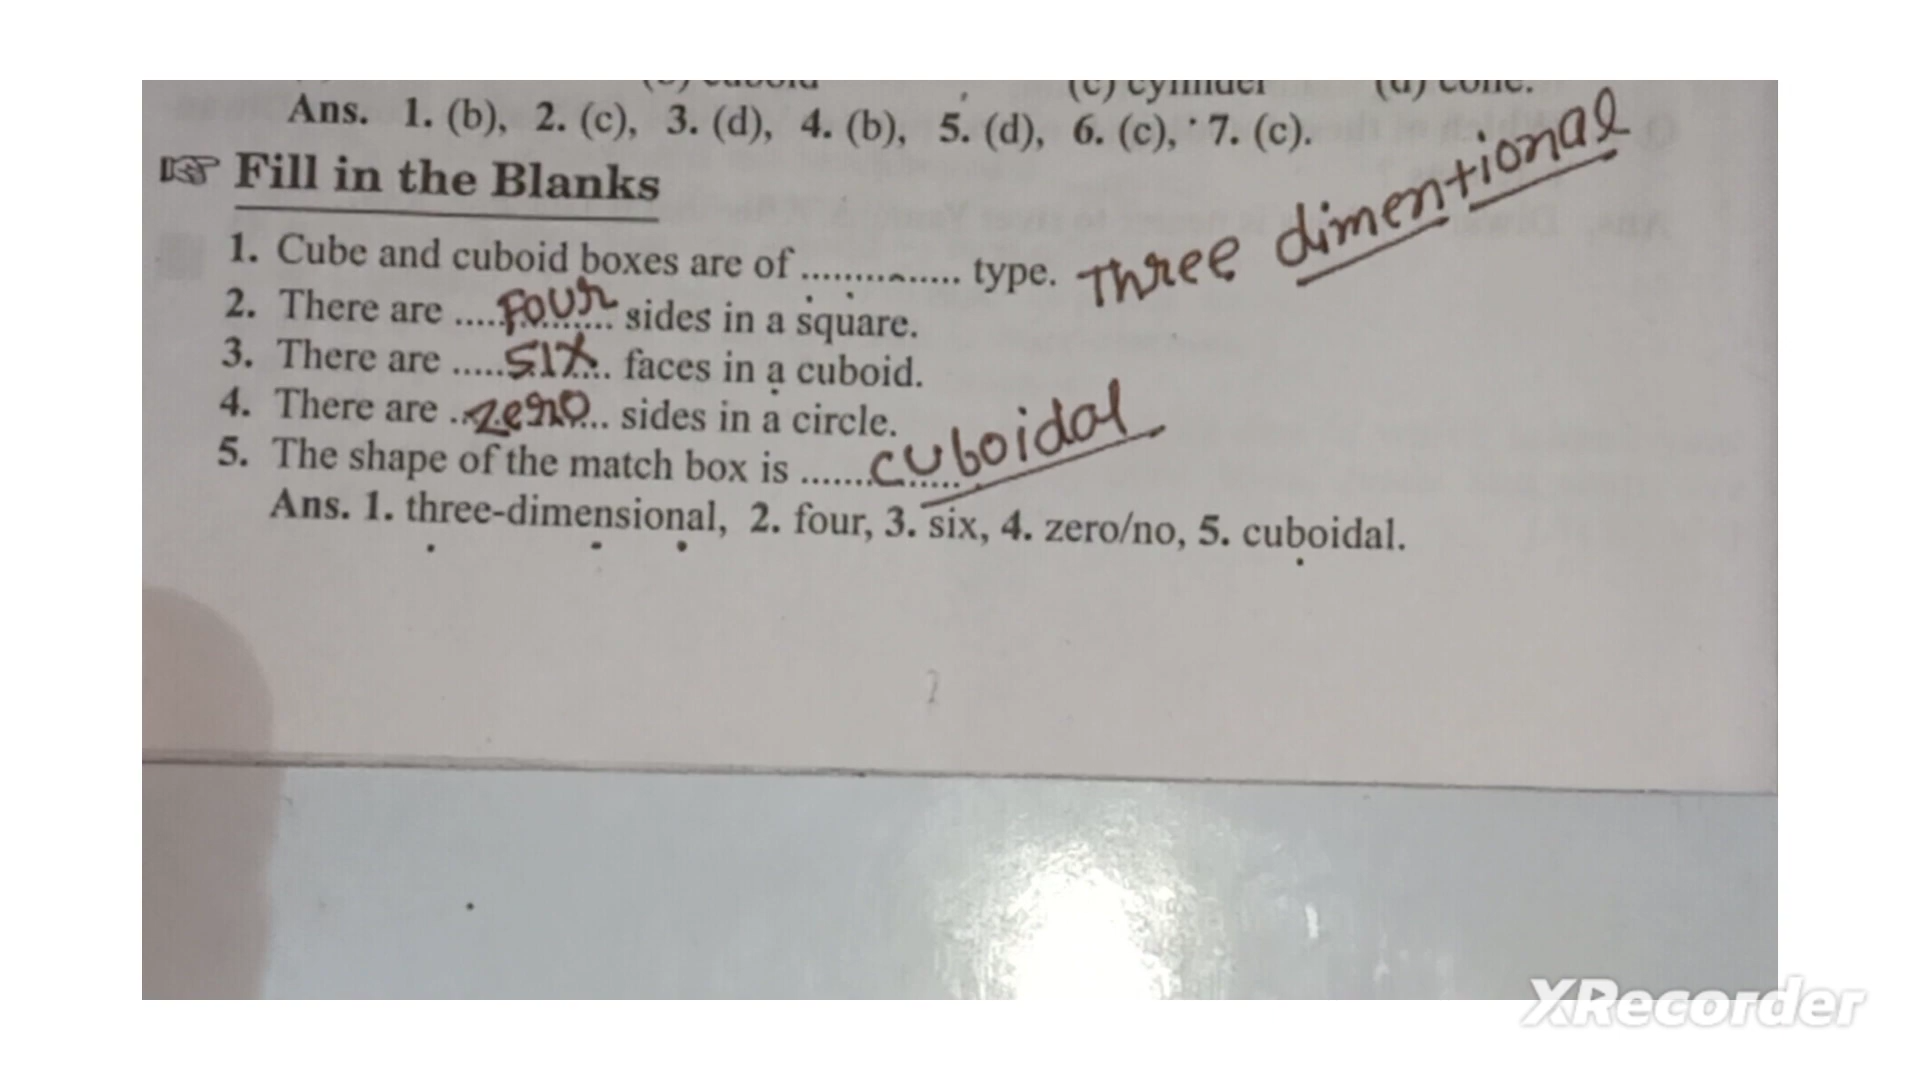 (b) cuboid (c) cylinder (d) cone.
Ans. 1. (b), 2. (c), 3. (d), 4. (b), 5. (d), 6. (c), 7. (c).
Fill in the Blanks
1. Cube and cuboid boxes are of ............... type. Three dimentional
2. There are ..... Four ..... sides in a square.
3. There are ..... SIX ..... faces in a cuboid.
4. There are ..... zero ..... sides in a circle.
5. The shape of the match box is ....... cuboidal
Ans. 1. three-dimensional, 2. four, 3. six, 4. zero/no, 5. cuboidal.
XRecorder